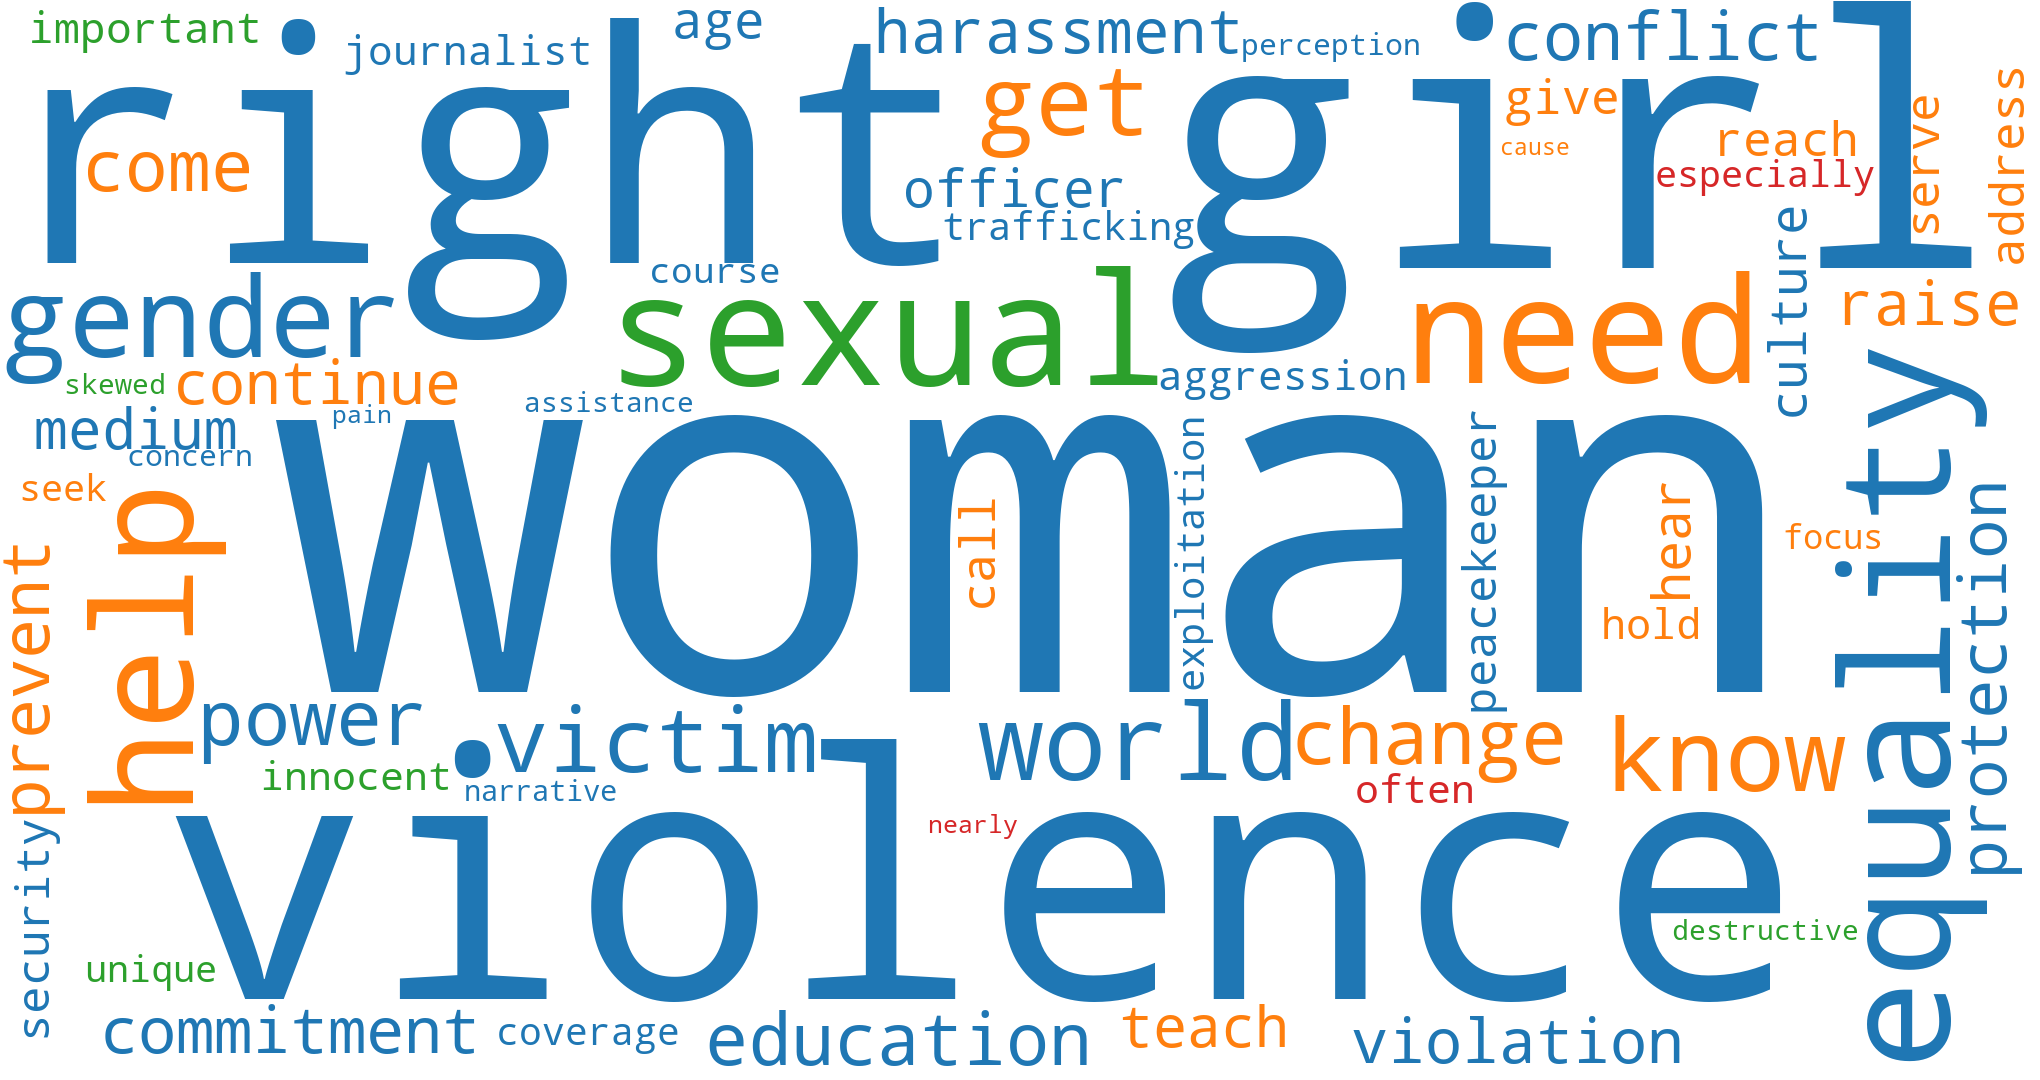 important
journalist
age
harassment
perception
conflict
right
girl
get
give
cause
reach
especially
serve
address
come
officer
trafficking
culture
course
gender
sexual
need
raise
skewed
continue
aggression
medium
pain
assistance
concern
seek
woman
help
prevent
call
exploitation
peacekeeper
hear
hold
focus
equality
protection
power
victim
world
change
know
innocent
narrative
often
violence
nearly
security
destructive
unique
commitment
coverage
education
teach
violation